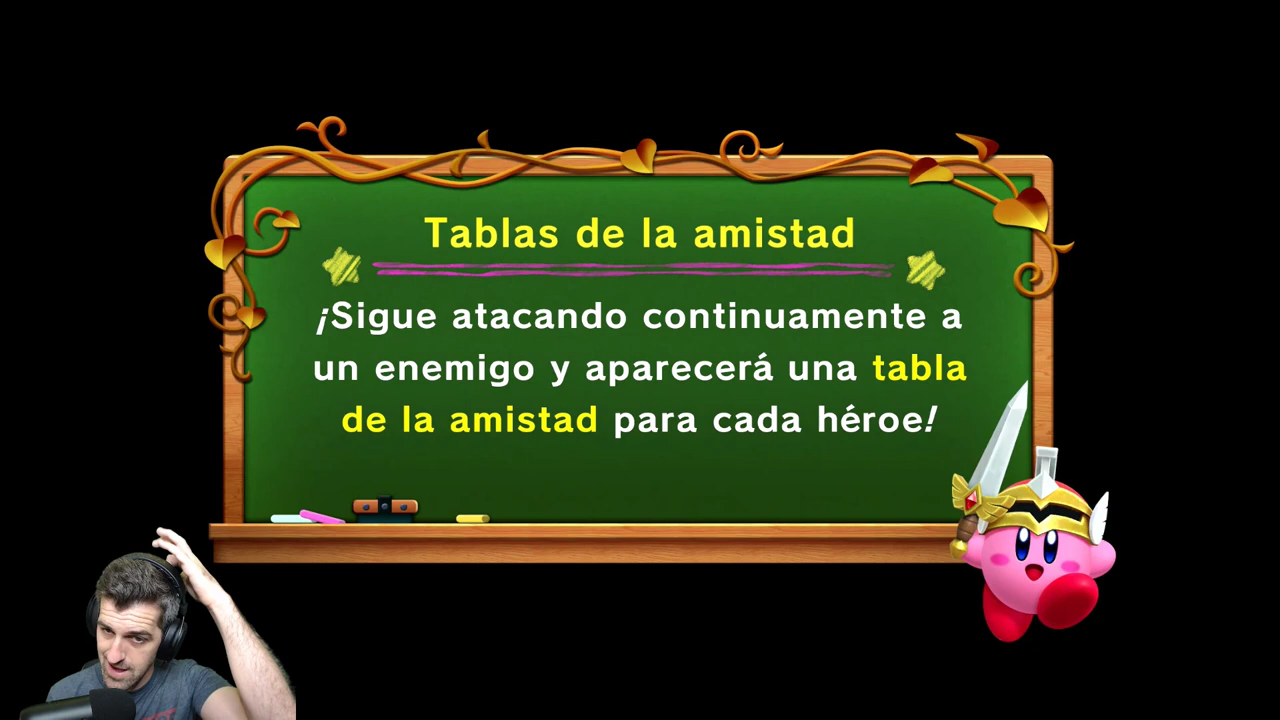 Tablas de la amistad
¡Sigue atacando continuamente a
un enemigo y aparecerá una tabla
de la amistad para cada héroe!